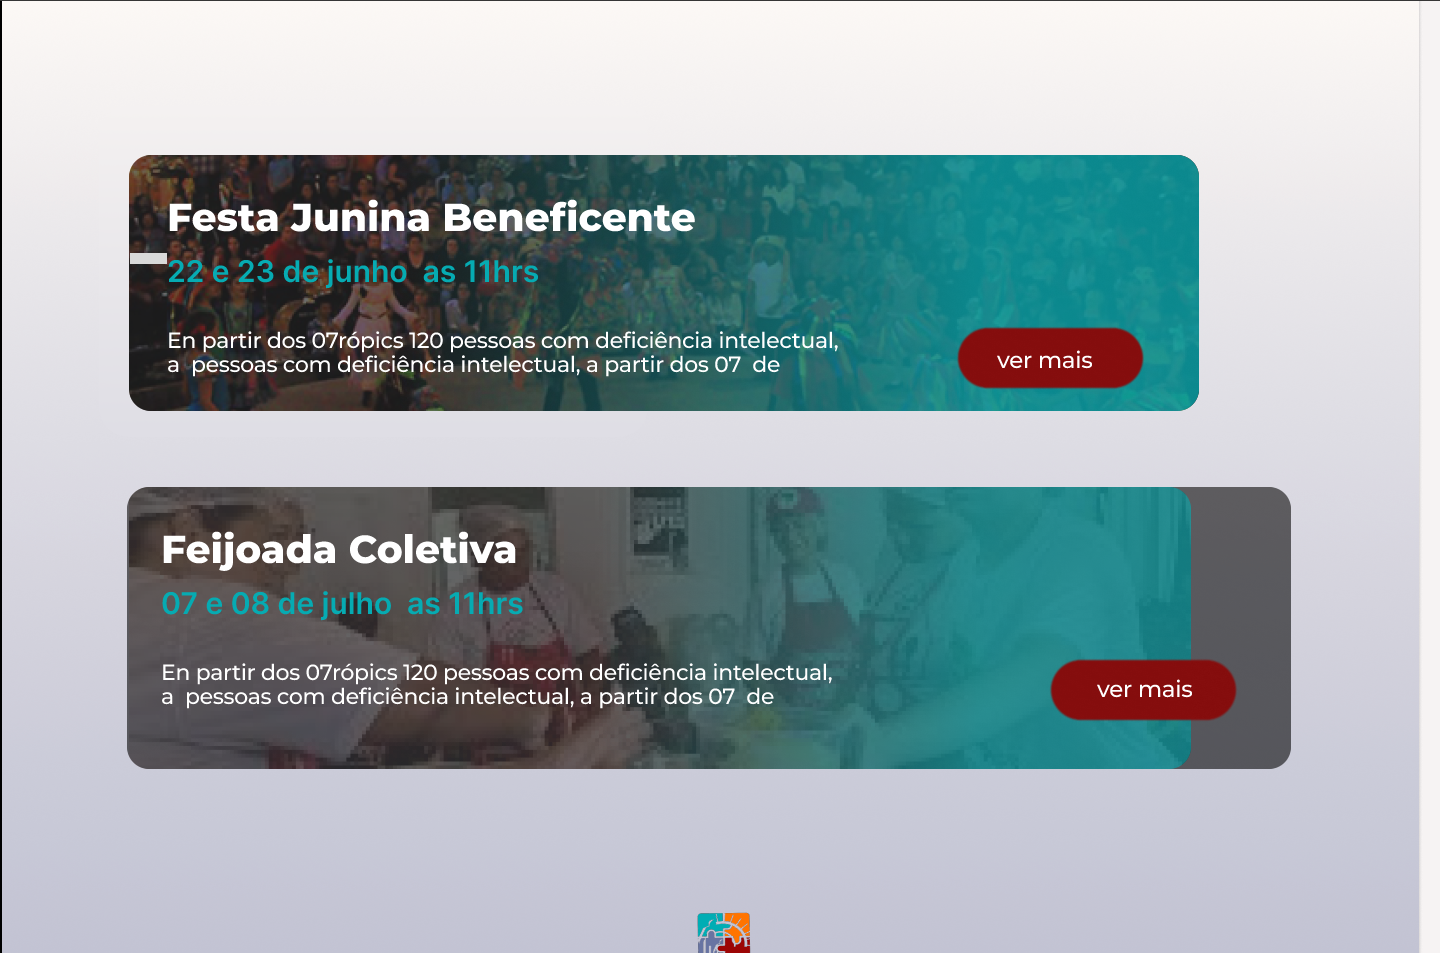 Festa Junina Beneficente
22 e 23 de junho  as 11hrs
En partir dos 07rópics 120 pessoas com deficiência intelectual,
a  pessoas com deficiência intelectual, a partir dos 07  de
ver mais
Feijoada Coletiva
07 e 08 de julho  as 11hrs
En partir dos 07rópics 120 pessoas com deficiência intelectual,
a  pessoas com deficiência intelectual, a partir dos 07  de
ver mais